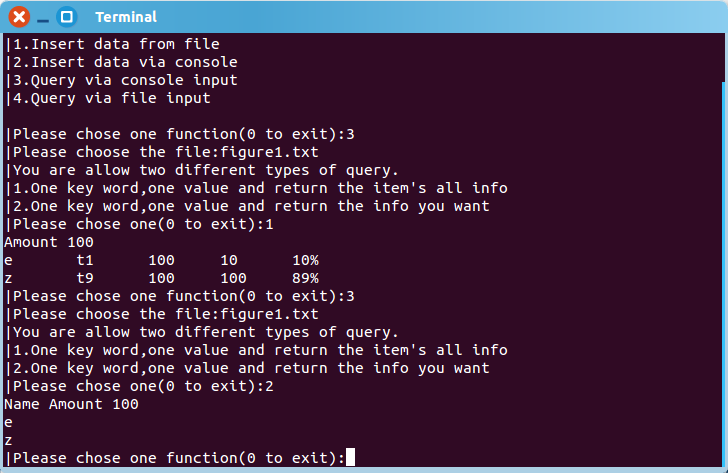 Terminal
|1.Insert data from file
|2.Insert data via console
|3.Query via console input
|4.Query via file input
|Please chose one function(0 to exit):3
|Please choose the file:figure1.txt
|You are allow two different types of query.
|1.One key word,one value and return the item's all info
|2.One key word,one value and return the info you want
|Please chose one(0 to exit):1
Amount 100
e       t1      100     10      10%
z       t9      100     100     89%
|Please chose one function(0 to exit):3
|Please choose the file:figure1.txt
|You are allow two different types of query.
|1.One key word,one value and return the item's all info
|2.One key word,one value and return the info you want
|Please chose one(0 to exit):2
Name Amount 100
e
z
|Please chose one function(0 to exit):